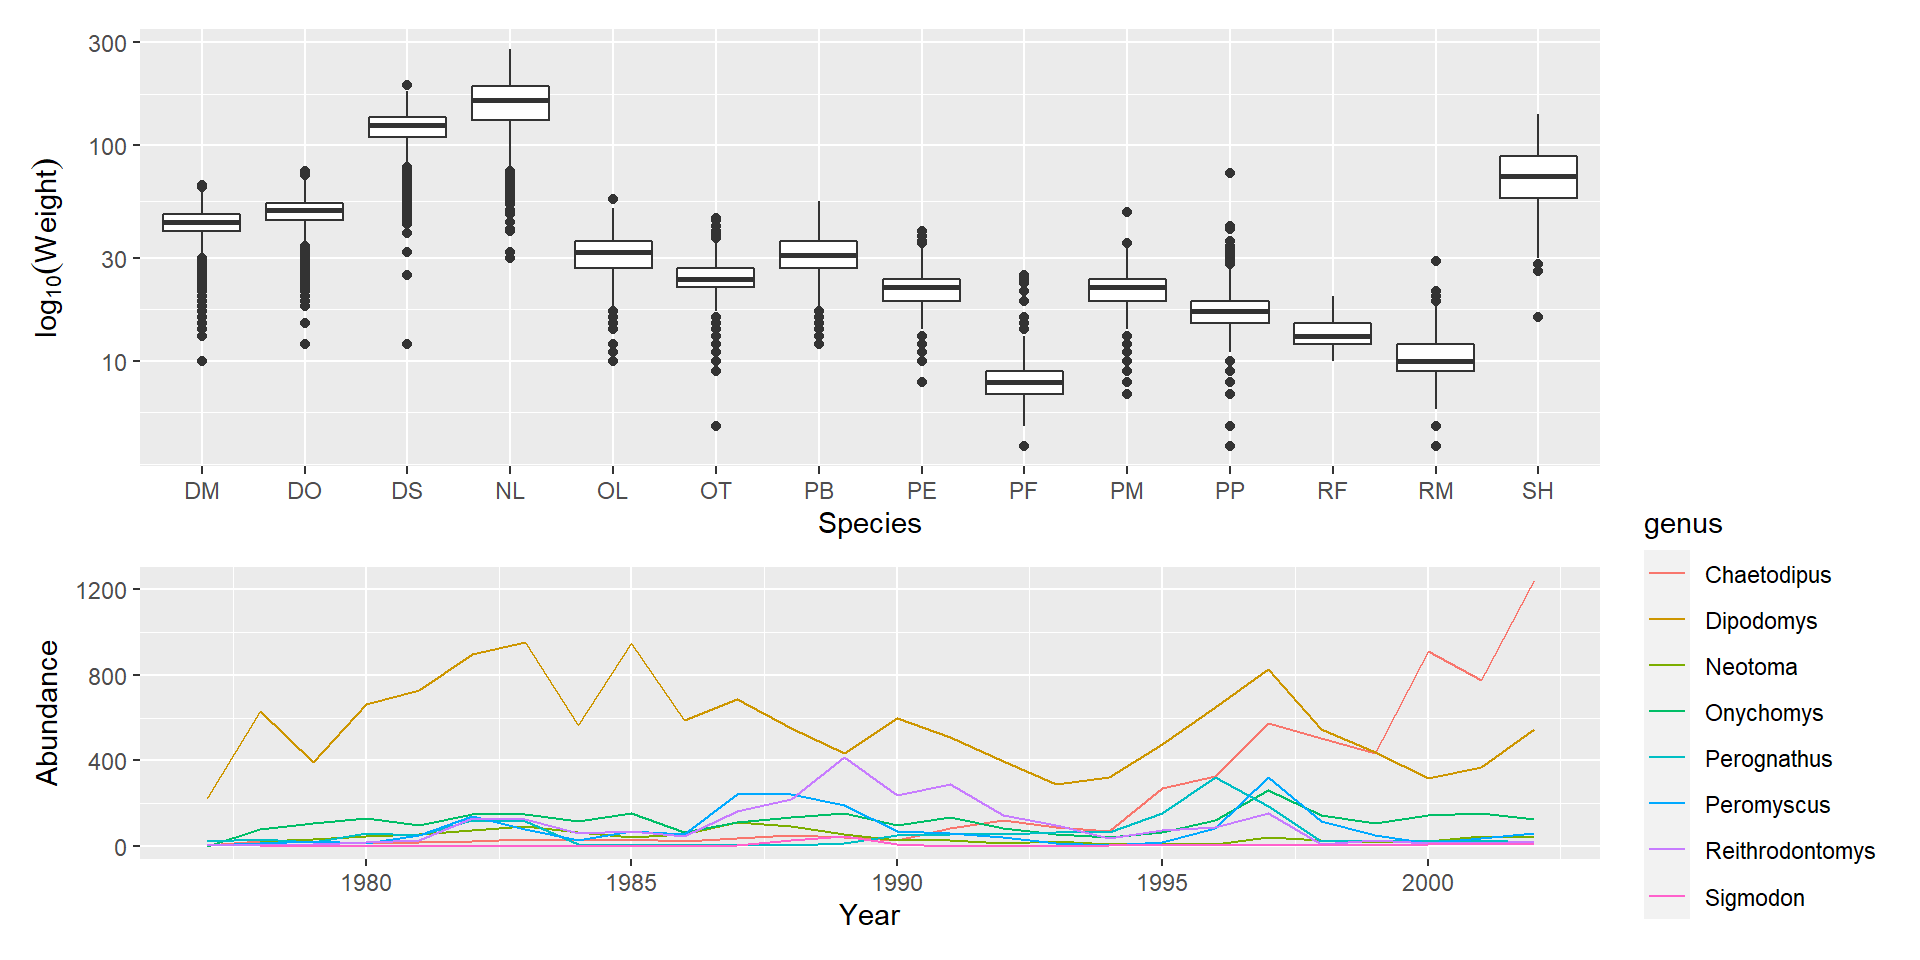 log10(Weight)
300
100
30
10
DM DO DS NL OL OT PB PE PF PM PP RF RM SH
Species
Abundance
1200
800
400
0
1980 1985 1990 1995 2000
Year
genus
Chaetodipus
Dipodomys
Neotoma
Onychomys
Perognathus
Peromyscus
Reithrodontomys
Sigmodon